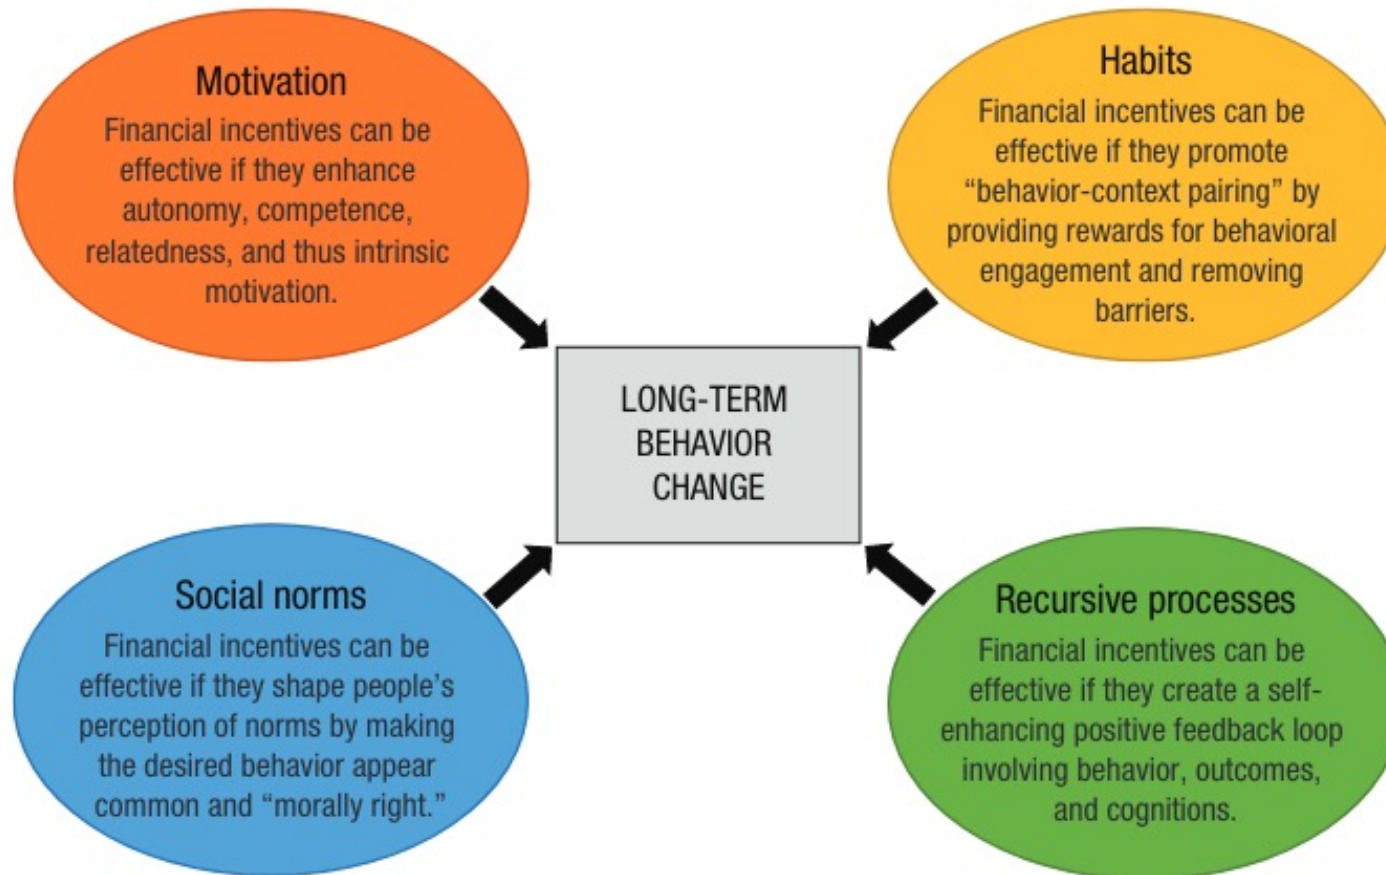 Motivation
Financial incentives can be
effective if they enhance
autonomy, competence,
relatedness, and thus intrinsic
motivation.
Habits
Financial incentives can be
effective if they promote
“behavior-context pairing” by
providing rewards for behavioral
engagement and removing
barriers.
LONG-TERM
BEHAVIOR
CHANGE
Social norms
Financial incentives can be
effective if they shape people’s
perception of norms by making
the desired behavior appear
common and “morally right.”
Recursive processes
Financial incentives can be
effective if they create a self-
enhancing positive feedback loop
involving behavior, outcomes,
and cognitions.